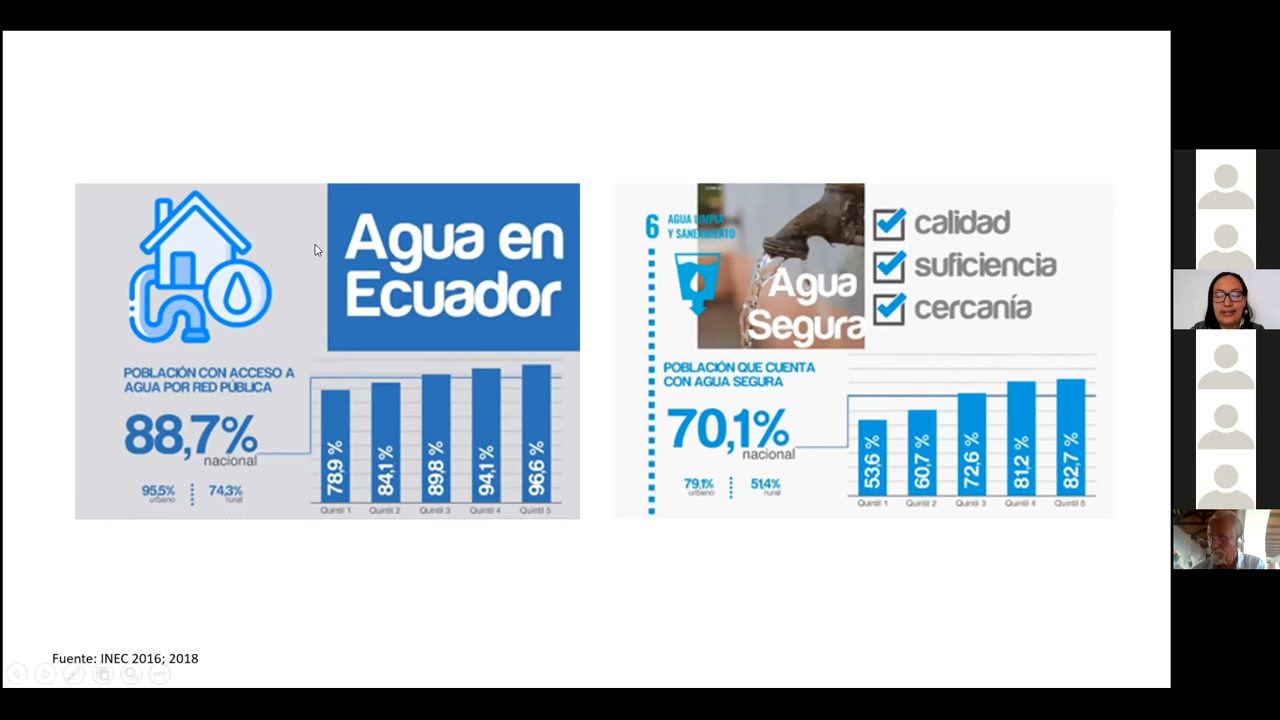 Agua en
Ecuador
POBLACIÓN CON ACCESO A
AGUA POR RED PÚBLICA
88,7%
nacional
95,5%
urbano
74,3%
rural
78,9 %
84,1 %
89,8 %
94,1 %
96,6 %
Quintil 1
Quintil 2
Quintil 3
Quintil 4
Quintil 5
6
AGUA LIMPIA
Y SANEAMIENTO
Agua
Segura
calidad
suficiencia
cercanía
POBLACIÓN QUE CUENTA
CON AGUA SEGURA
70,1%
nacional
79,1%
urbano
51,4%
rural
53,6 %
60,7 %
72,6 %
81,2 %
82,7 %
Quintil 1
Quintil 2
Quintil 3
Quintil 4
Quintil 5
Fuente: INEC 2016; 2018